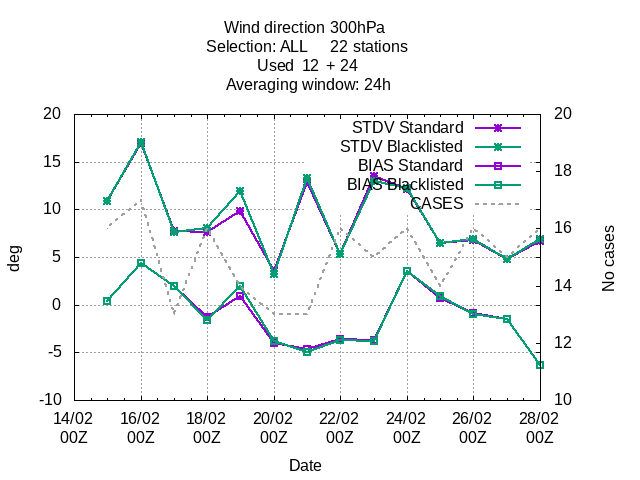 Wind direction 300hPa
Selection: ALL 22 stations
Used 12 + 24
Averaging window: 24h
20
15
10
5
0
-5
-10
deg
20
18
16
14
12
10
No cases
STDV Standard
STDV Blacklisted
BIAS Standard
BIAS Blacklisted
CASES
14/02 16/02 18/02 20/02 22/02 24/02 26/02 28/02
00Z 00Z 00Z 00Z 00Z 00Z 00Z 00Z
Date